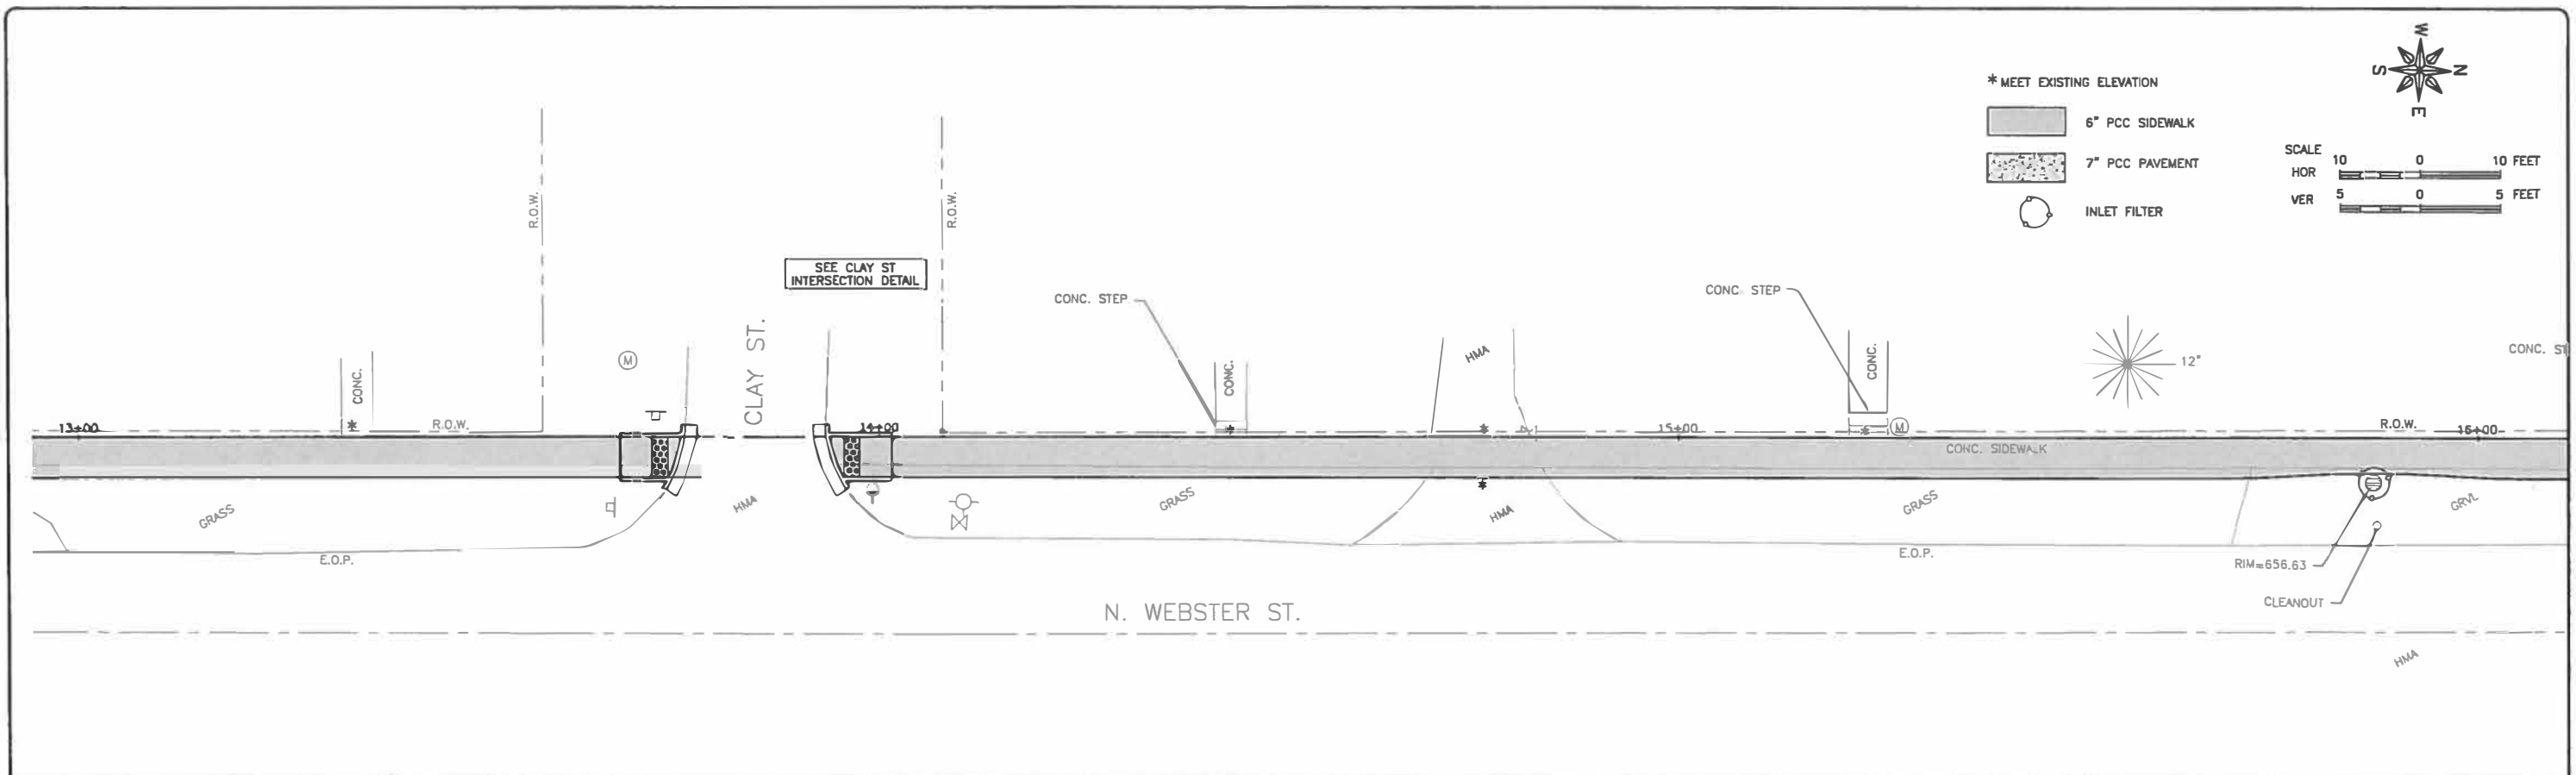 W
S N
E
* MEET EXISTING ELEVATION
6" PCC SIDEWALK
7" PCC PAVEMENT
INLET FILTER
SCALE
HOR
10 0 10 FEET
VER
5 0 5 FEET
R.O.W.
R.O.W.
SEE CLAY ST
INTERSECTION DETAIL
CLAY ST.
CONC. STEP
CONC. STEP
M
CONC.
*
CONC.
*
HMA
CONC.
*
M
12"
CONC. ST
13+00
R.O.W.
14+00
*
15+00
R.O.W.
16+00
CONC. SIDEWALK
GRASS
HMA
GRASS
*
HMA
GRASS
GRVL
E.O.P.
E.O.P.
RIM=656.63
CLEANOUT
N. WEBSTER ST.
HMA